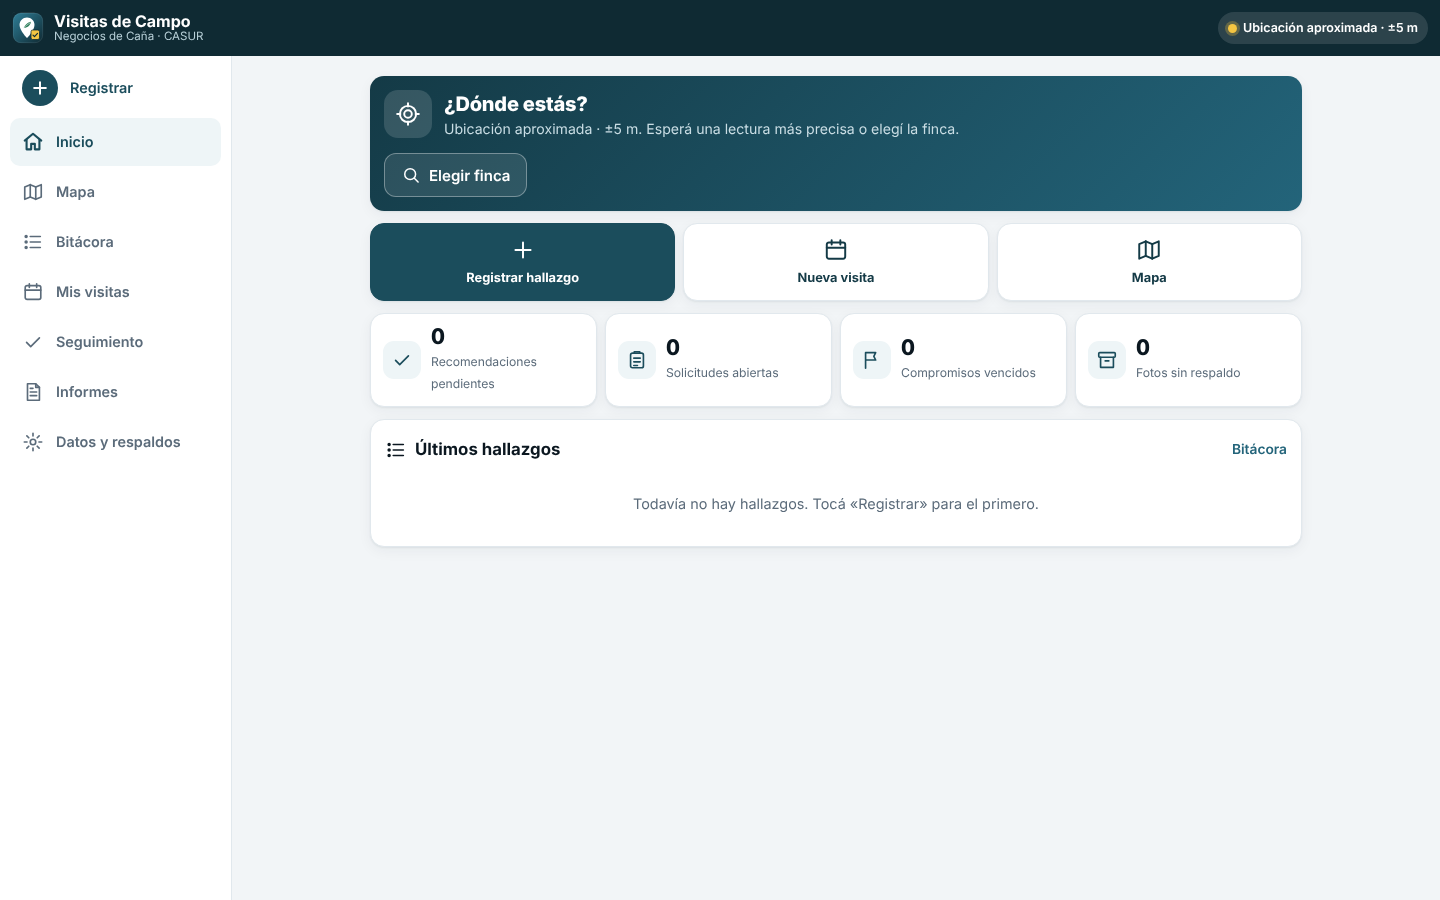 Visitas de Campo
Negocios de Caña · CASUR
Ubicación aproximada · ±5 m
Registrar
Inicio
Mapa
Bitácora
Mis visitas
Seguimiento
Informes
Datos y respaldos
¿Dónde estás?
Ubicación aproximada · ±5 m. Esperá una lectura más precisa o elegí la finca.
Elegir finca
Registrar hallazgo
Nueva visita
Mapa
0
Recomendaciones
pendientes
0
Solicitudes abiertas
0
Compromisos vencidos
0
Fotos sin respaldo
Últimos hallazgos
Bitácora
Todavía no hay hallazgos. Tocá «Registrar» para el primero.